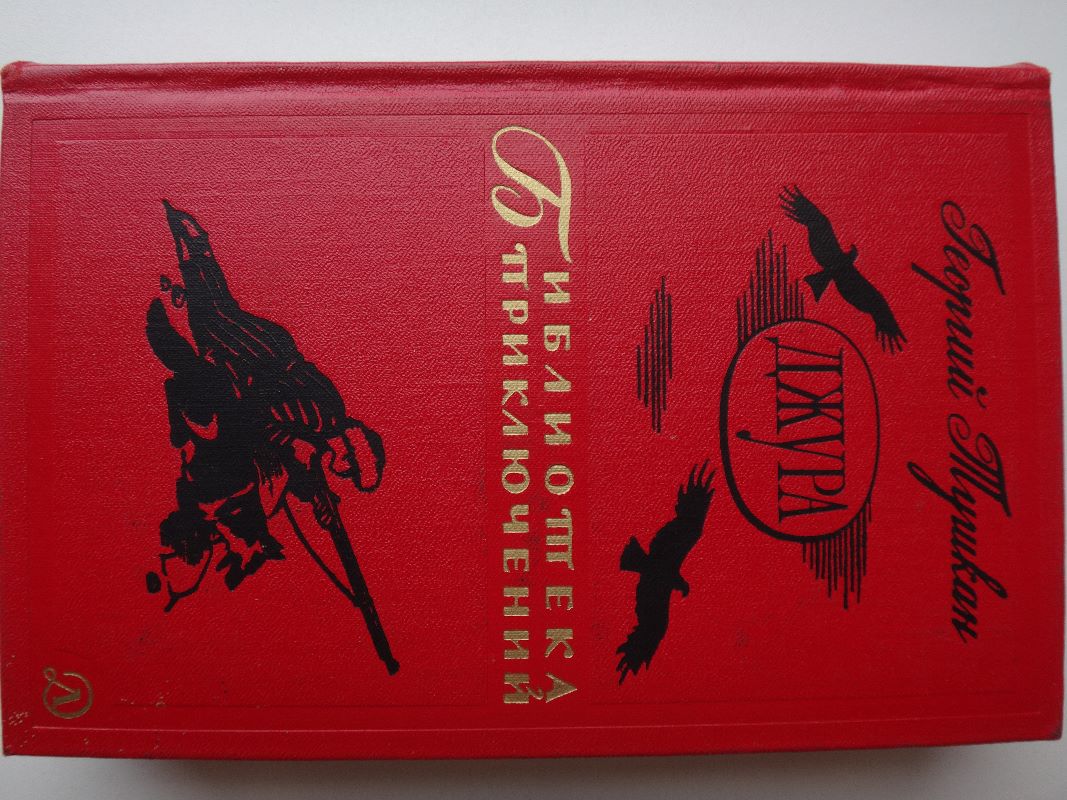 Георгий Тушкан
ДЖУРА
БИБЛИОТЕКА
ПРИКЛЮЧЕНИЙ
Л